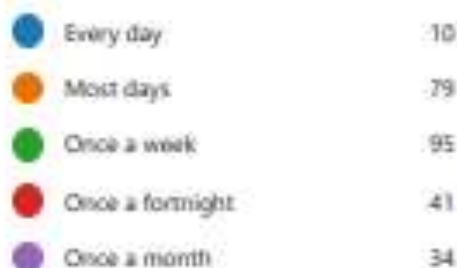 Every day 10
Most days 79
Once a week 95
Once a fortnight 41
Once a month 34